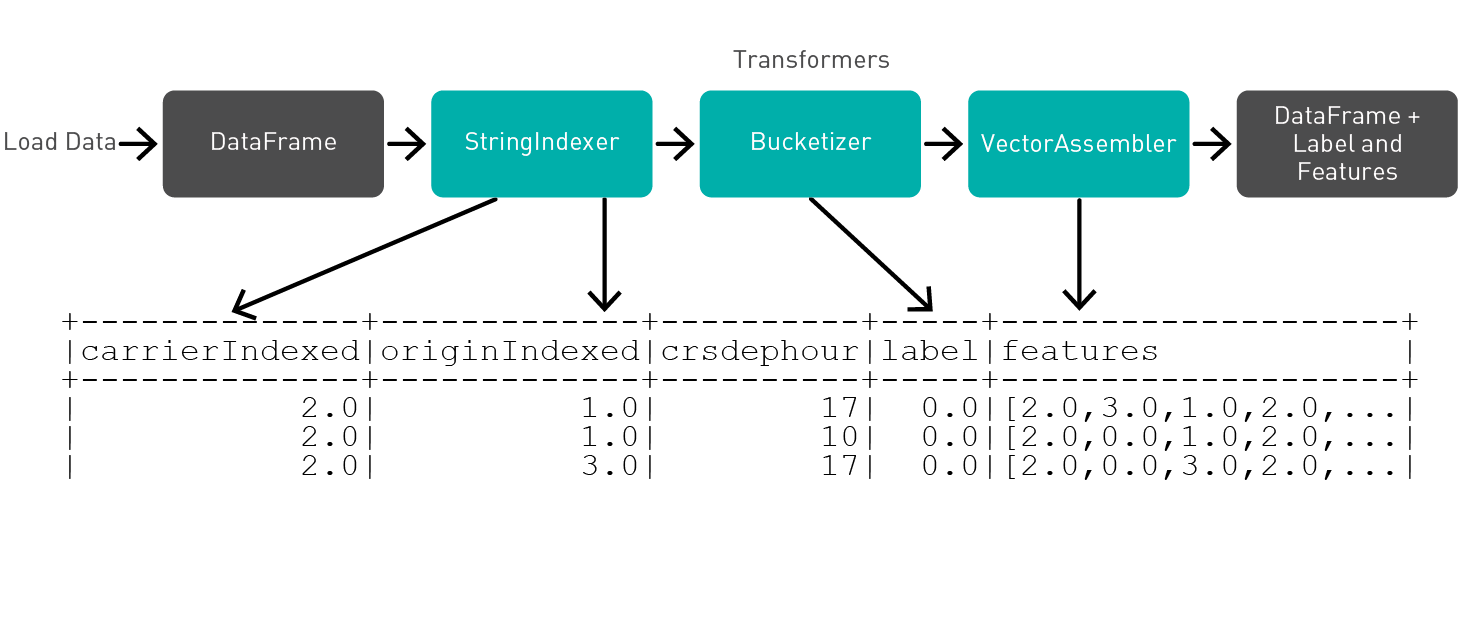 Transformers
Load Data
DataFrame
StringIndexer
Bucketizer
VectorAssembler
DataFrame +
Label and
Features
+--------------+-------------+----------+-----+--------------------+
|carrierIndexed|originIndexed|crsdephour|label|features            |
+--------------+-------------+----------+-----+--------------------+
|           2.0|          1.0|        17|  0.0|[2.0,3.0,1.0,2.0,...|
|           2.0|          1.0|        10|  0.0|[2.0,0.0,1.0,2.0,...|
|           2.0|          3.0|        17|  0.0|[2.0,0.0,3.0,2.0,...|